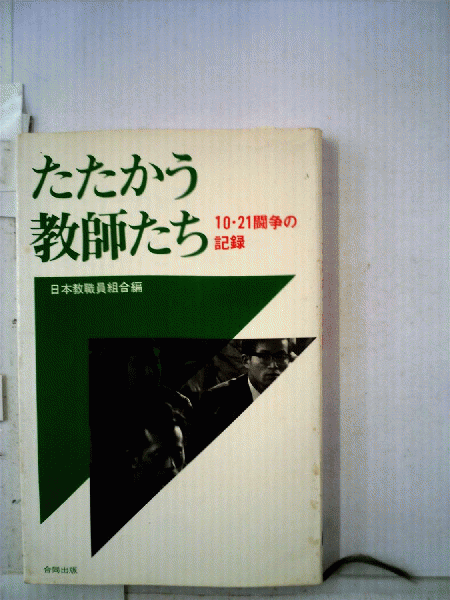 たたかう
教師たち
10・21闘争の
記録
日本教職員組合編
合同出版